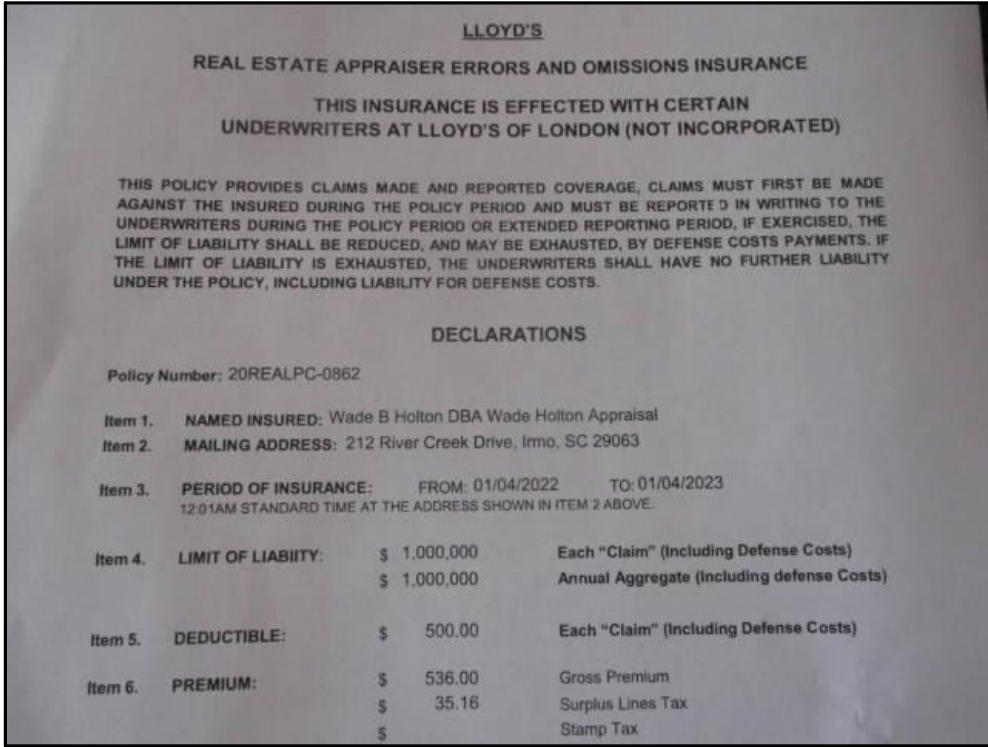 LLOYD'S
REAL ESTATE APPRAISER ERRORS AND OMISSIONS INSURANCE
THIS INSURANCE IS EFFECTED WITH CERTAIN
UNDERWRITERS AT LLOYD'S OF LONDON (NOT INCORPORATED)
THIS POLICY PROVIDES CLAIMS MADE AND REPORTED COVERAGE, CLAIMS MUST FIRST BE MADE
AGAINST THE INSURED DURING THE POLICY PERIOD AND MUST BE REPORTED IN WRITING TO THE
UNDERWRITERS DURING THE POLICY PERIOD OR EXTENDED REPORTING PERIOD, IF EXERCISED, THE
LIMIT OF LIABILITY SHALL BE REDUCED, AND MAY BE EXHAUSTED, BY DEFENSE COSTS PAYMENTS. IF
THE LIMIT OF LIABILITY IS EXHAUSTED, THE UNDERWRITERS SHALL HAVE NO FURTHER LIABILITY
UNDER THE POLICY, INCLUDING LIABILITY FOR DEFENSE COSTS.
DECLARATIONS
Policy Number: 20REALPC-0862
Item 1. NAMED INSURED: Wade B Holton DBA Wade Holton Appraisal
Item 2. MAILING ADDRESS: 212 River Creek Drive, Irmo. SC 29063
Item 3. PERIOD OF INSURANCE: FROM: 01/04/2022 TO: 01/04/2023
12:01AM STANDARD TIME AT THE ADDRESS SHOWN IN ITEM 2 ABOVE.
Item 4. LIMIT OF LIABIITY: $ 1,000,000 Each "Claim" (Including Defense Costs)
$ 1,000,000 Annual Aggregate (Including defense Costs)
Item 5. DEDUCTIBLE: $ 500.00 Each "Claim" (Including Defense Costs)
Item 6. PREMIUM: $ 536.00 Gross Premium
$ 35.16 Surplus Lines Tax
$ Stamp Tax